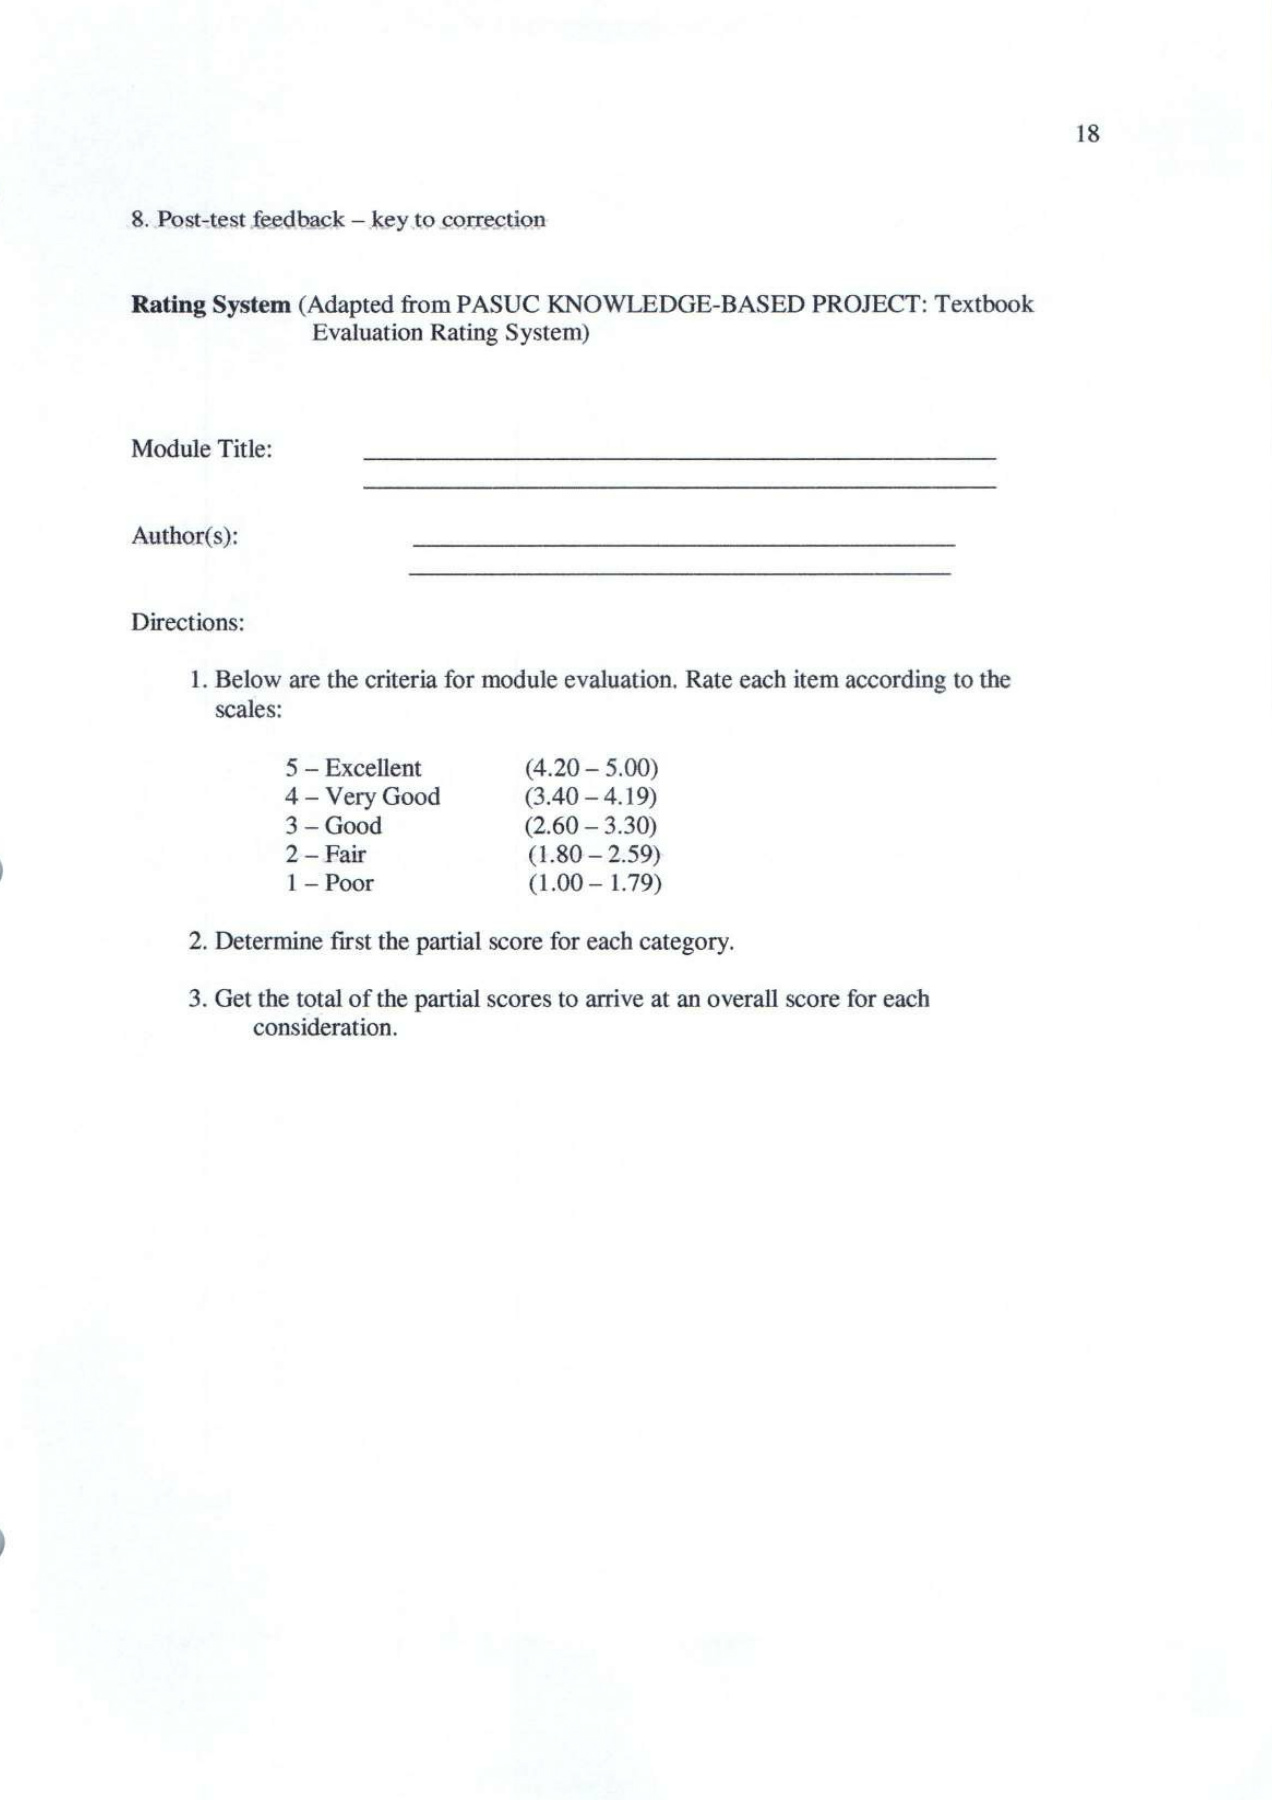 18
8. Post-test feedback – key to correction
Rating System (Adapted from PASUC KNOWLEDGE-BASED PROJECT: Textbook
Evaluation Rating System)
Module Title:
Author(s):
Directions:
1. Below are the criteria for module evaluation. Rate each item according to the
scales:
5 – Excellent (4.20 – 5.00)
4 – Very Good (3.40 – 4.19)
3 – Good (2.60 – 3.30)
2 – Fair (1.80 – 2.59)
1 – Poor (1.00 – 1.79)
2. Determine first the partial score for each category.
3. Get the total of the partial scores to arrive at an overall score for each
consideration.